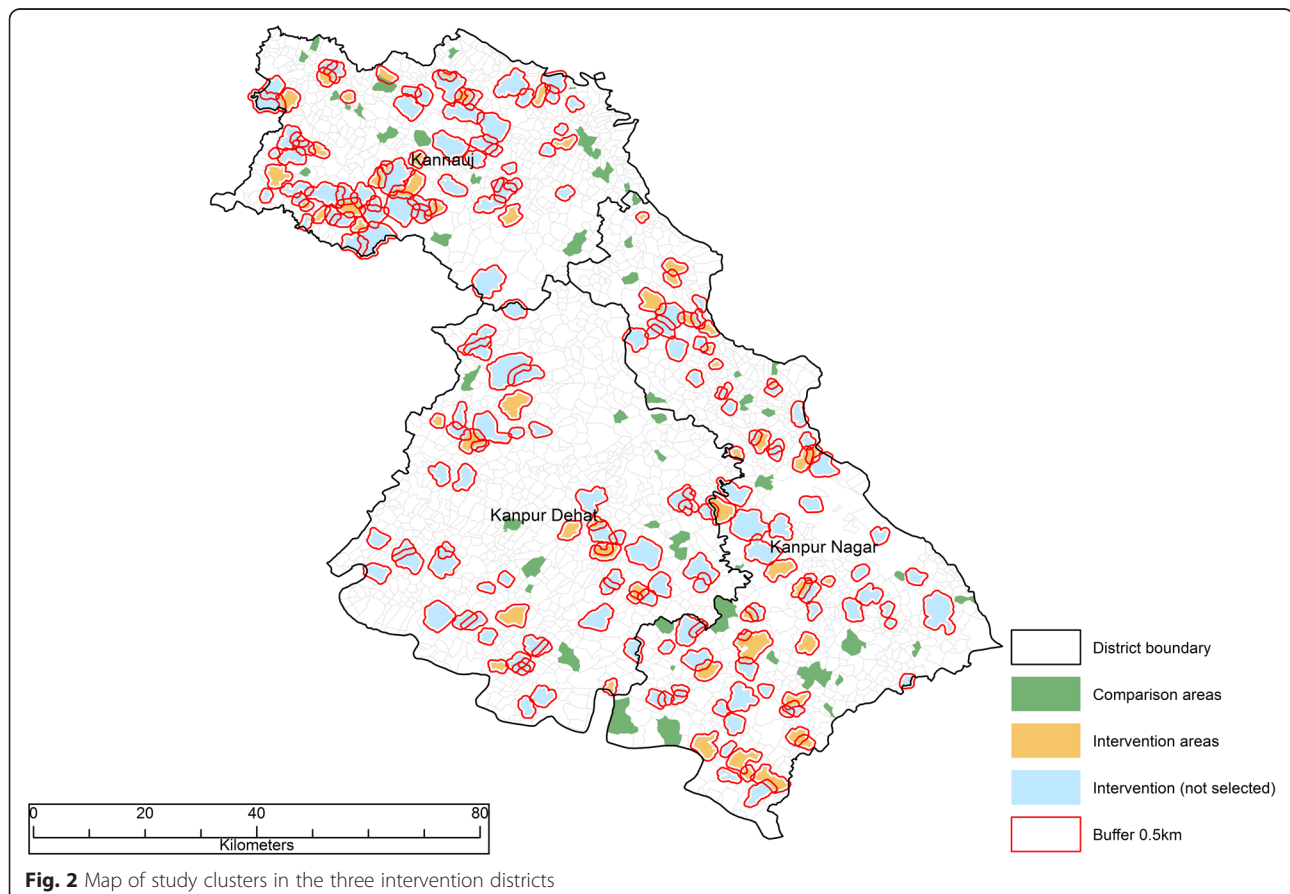 Kannauj
Kanpur Dehat
Kanpur Nagar
District boundary
Comparison areas
Intervention areas
Intervention (not selected)
Buffer 0.5km
0 20 40 80
Kilometers
Fig. 2 Map of study clusters in the three intervention districts